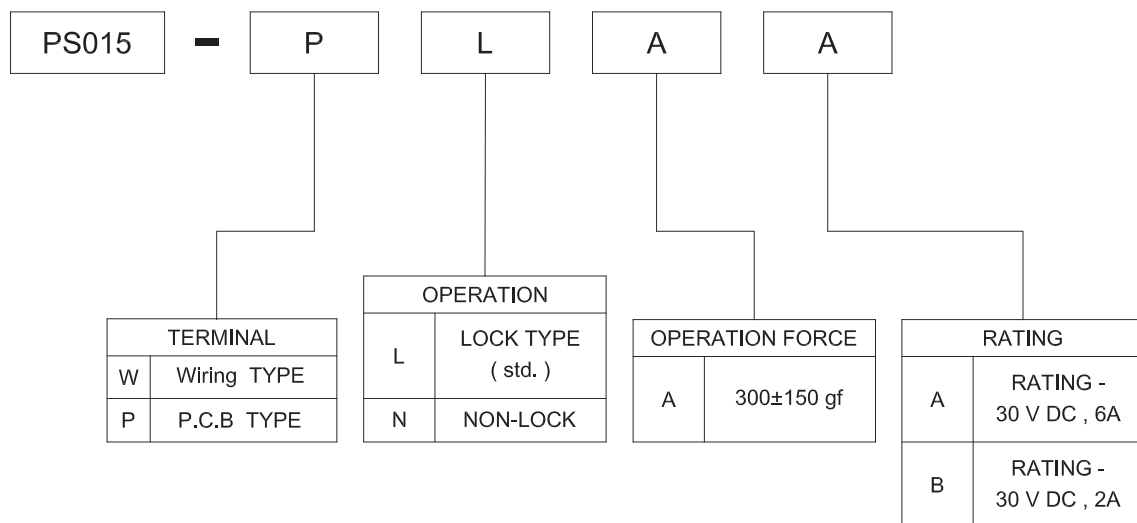 PS015 - P L A A
TERMINAL
W Wiring TYPE
P P.C.B TYPE
OPERATION
L LOCK TYPE
( std. )
N NON-LOCK
OPERATION FORCE
A 300±150 gf
RATING
A RATING -
30 V DC , 6A
B RATING -
30 V DC , 2A